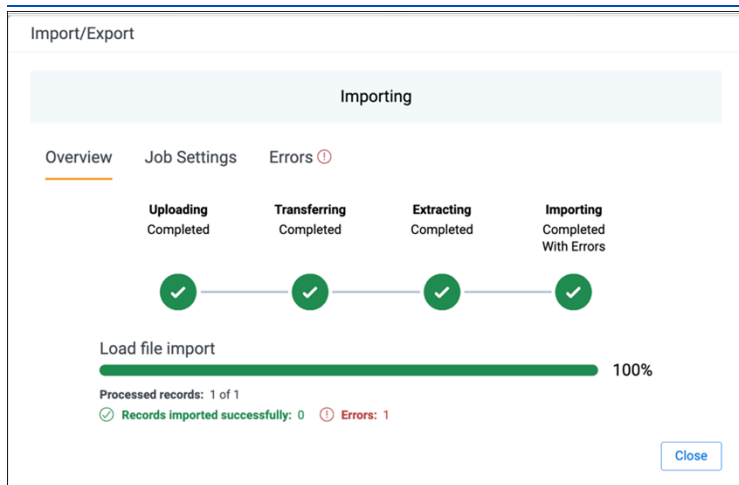 Import/Export
Importing
Overview Job Settings Errors
Uploading Transferring Extracting Importing
Completed Completed Completed Completed
With Errors
Load file import
100%
Processed records: 1 of 1
Records imported successfully: 0 Errors: 1
Close